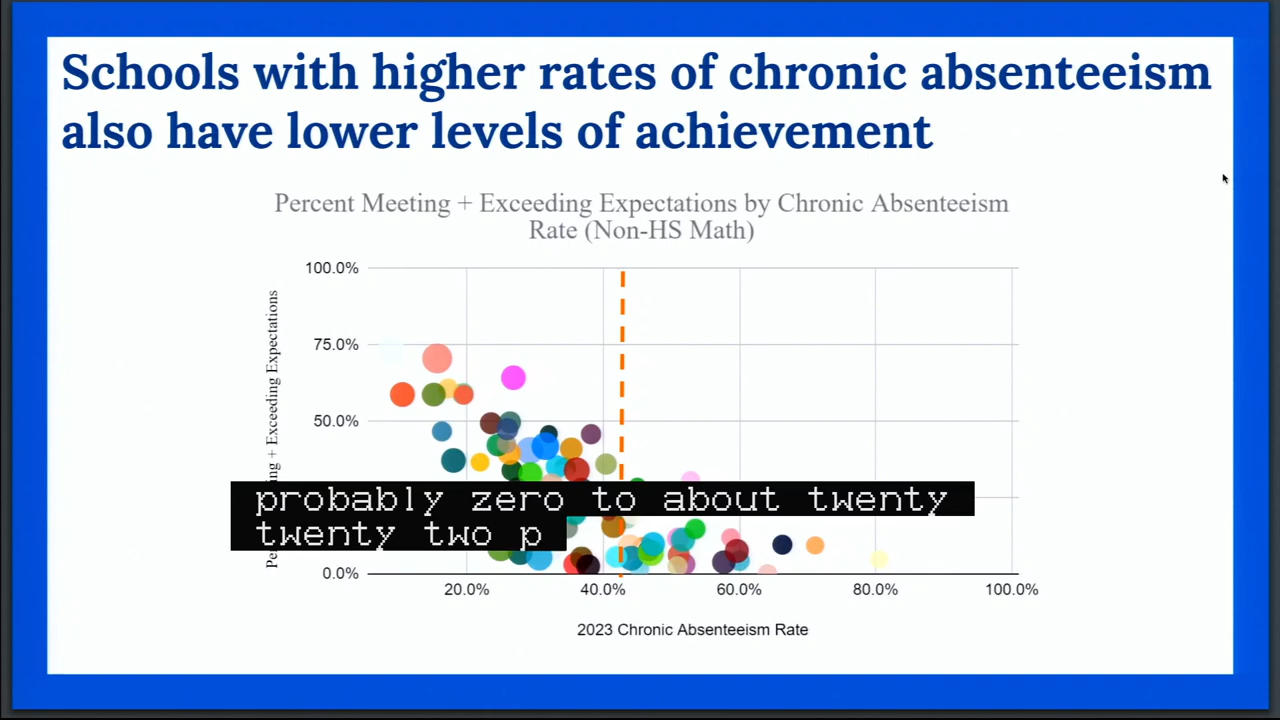 Schools with higher rates of chronic absenteeism
also have lower levels of achievement
Percent Meeting + Exceeding Expectations by Chronic Absenteeism
Rate (Non-HS Math)
100.0%
75.0%
50.0%
0.0%
+ Exceeding Expectations
probably zero to about twenty
twenty two p
20.0%
40.0%
60.0%
80.0%
100.0%
2023 Chronic Absenteeism Rate